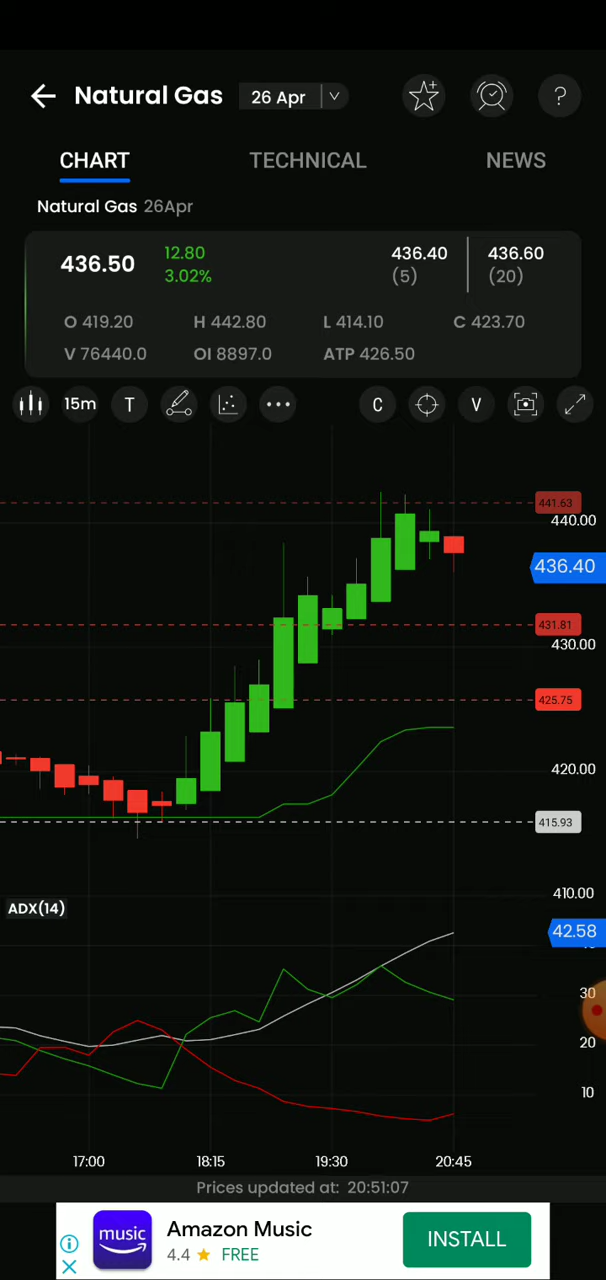 Natural Gas 26 Apr ?
CHART TECHNICAL NEWS
Natural Gas 26Apr
436.50 12.80 436.40 436.60
3.02% (5) (20)
O 419.20 H 442.80 L 414.10 C 423.70
V 76440.0 OI 8897.0 ATP 426.50
15m T C V
441.63
440.00
436.40
431.81
430.00
425.75
420.00
415.93
410.00
ADX(14)
42.58
30
20
10
17:00 18:15 19:30 20:45
Prices updated at: 20:51:07
music
Amazon Music
4.4 ★ FREE
INSTALL